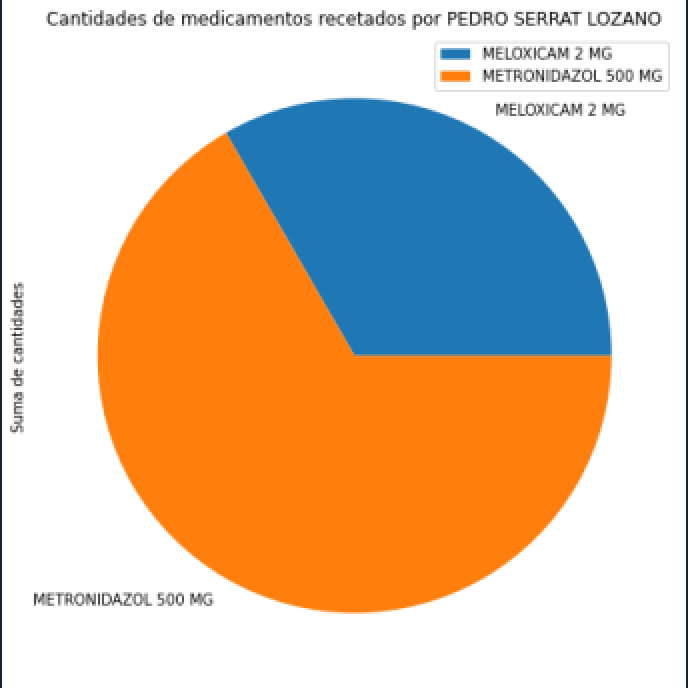 Cantidades de medicamentos recetados por PEDRO SERRAT LOZANO
MELOXICAM 2 MG
METRONIDAZOL 500 MG
MELOXICAM 2 MG
Suma de cantidades
METRONIDAZOL 500 MG